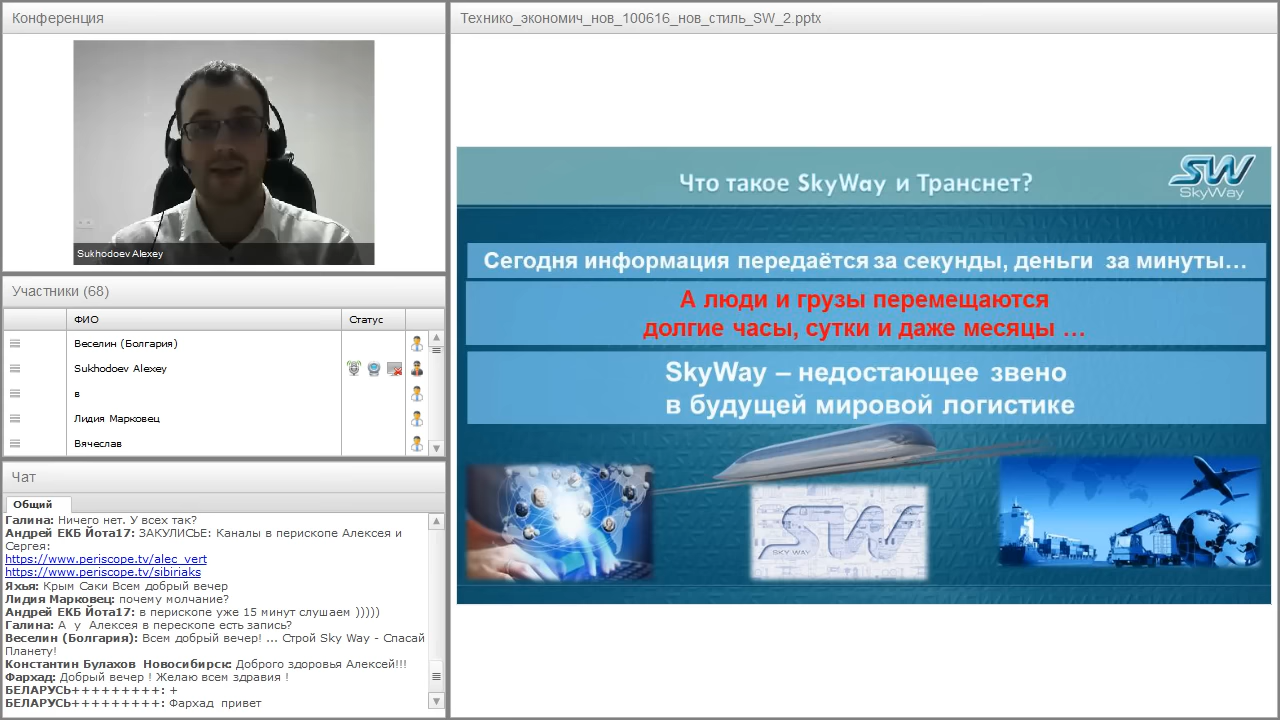 Конференция
Sukhodoev Alexey
Участники (68)
ФИО
Статус
Веселин (Болгария)
Sukhodoev Alexey
в
Лидия Марковец
Вячеслав
Чат
Общий
Галина: Ничего нет. У всех так?
Андрей ЕКБ Йота17: ЗАКУЛИСЬЕ: Каналы в перископе Алексея и
Сергея:
https://www.periscope.tv/alec_vert
https://www.periscope.tv/sibiriaks
Яхья: Крым Саки Всем добрый вечер
Лидия Марковец: почему молчание?
Андрей ЕКБ Йота17: в перископе уже 15 минут слушаем )))))
Галина: А у Алексея в перескопе есть запись?
Веселин (Болгария): Всем добрый вечер! ... Строй Sky Way - Спасай
Планету!
Константин Булахов Новосибирск: Доброго здоровья Алексей!!!
Фархад: Добрый вечер ! Желаю всем здравия !
БЕЛАРУСЬ+++++++++: +
БЕЛАРУСЬ+++++++++: Фархад привет
Технико_экономич_нов_100616_нов_стиль_SW_2.pptx
Что такое SkyWay и Транснет?
SW
SkyWay
Сегодня информация передаётся за секунды, деньги за минуты…
А люди и грузы перемещаются
долгие часы, сутки и даже месяцы …
SkyWay – недостающее звено
в будущей мировой логистике
SW
SKY WAY